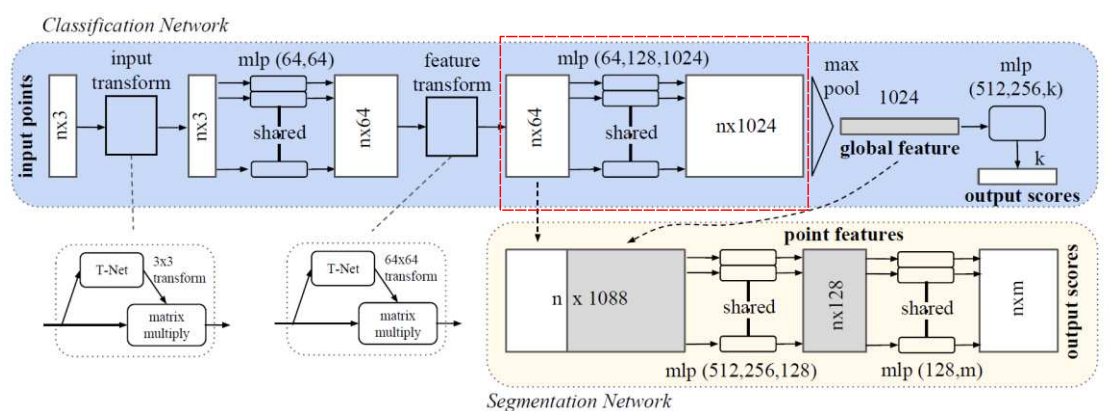 Classification Network
input points
nx3
input
transform
nx3
mlp (64,64)
shared
nx64
feature
transform
nx64
mlp (64,128,1024)
shared
nx1024
max
pool
1024
global feature
mlp
(512,256,k)
k
output scores
T-Net
3x3
transform
matrix
multiply
T-Net
64x64
transform
matrix
multiply
point features
n x 1088
shared
mlp (512,256,128)
nx128
shared
mlp (128,m)
nxm
output scores
Segmentation Network